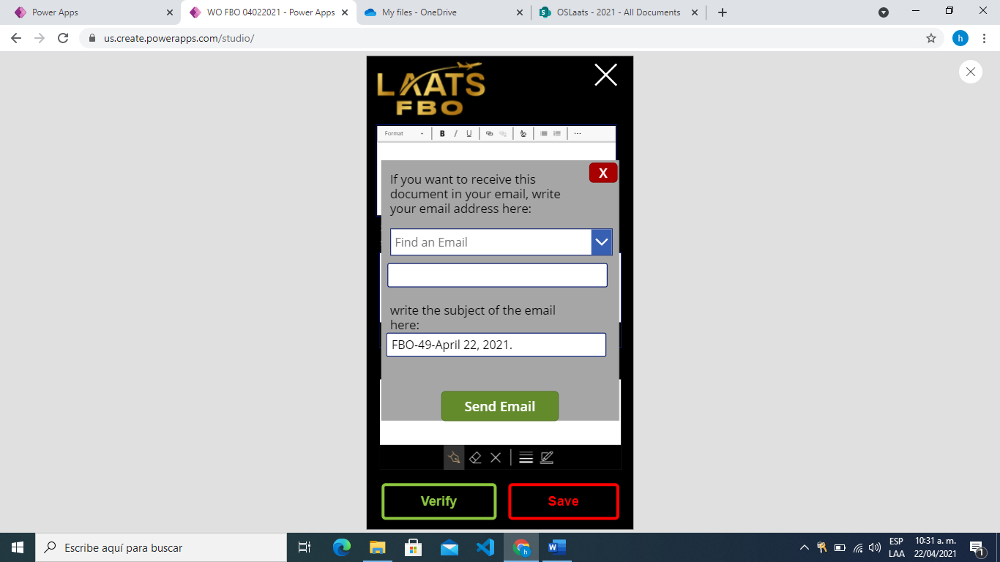 Power Apps
WO FBO 04022021 - Power Apps
My files - OneDrive
OSLaats - 2021 - All Documents
us.create.powerapps.com/studio/
h
LAATS
FBO
Format
B I U
X
If you want to receive this
document in your email, write
your email address here:
Find an Email
write the subject of the email
here:
FBO-49-April 22, 2021.
Send Email
Verify
Save
Escribe aquí para buscar
ESP
LAA
10:31 a. m.
22/04/2021
1